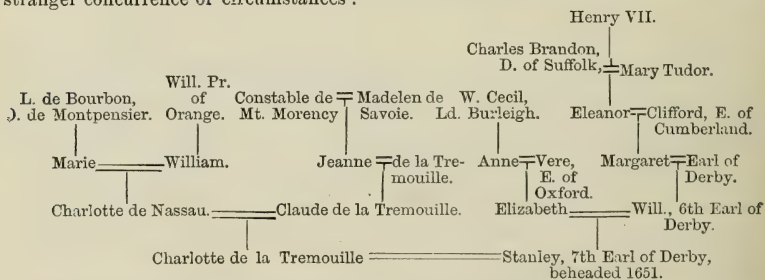 stranger concurrence of circumstances:
Henry VII.
Charles Brandon,
D. of Suffolk, Mary Tudor.
Will. Pr.
L. de Bourbon, of Constable de Madelen de W. Cecil,
D. de Montpensier. Orange. Mt. Morency Savoie. Ld. Burleigh. Eleanor Clifford, E. of
Cumberland.
Marie William. Jeanne de la Tre- Anne Vere, Margaret Earl of
mouille. E. of Derby.
Oxford.
Charlotte de Nassau. Claude de la Tremouille. Elizabeth Will., 6th Earl of
Derby.
Charlotte de la Tremouille Stanley, 7th Earl of Derby,
beheaded 1651.